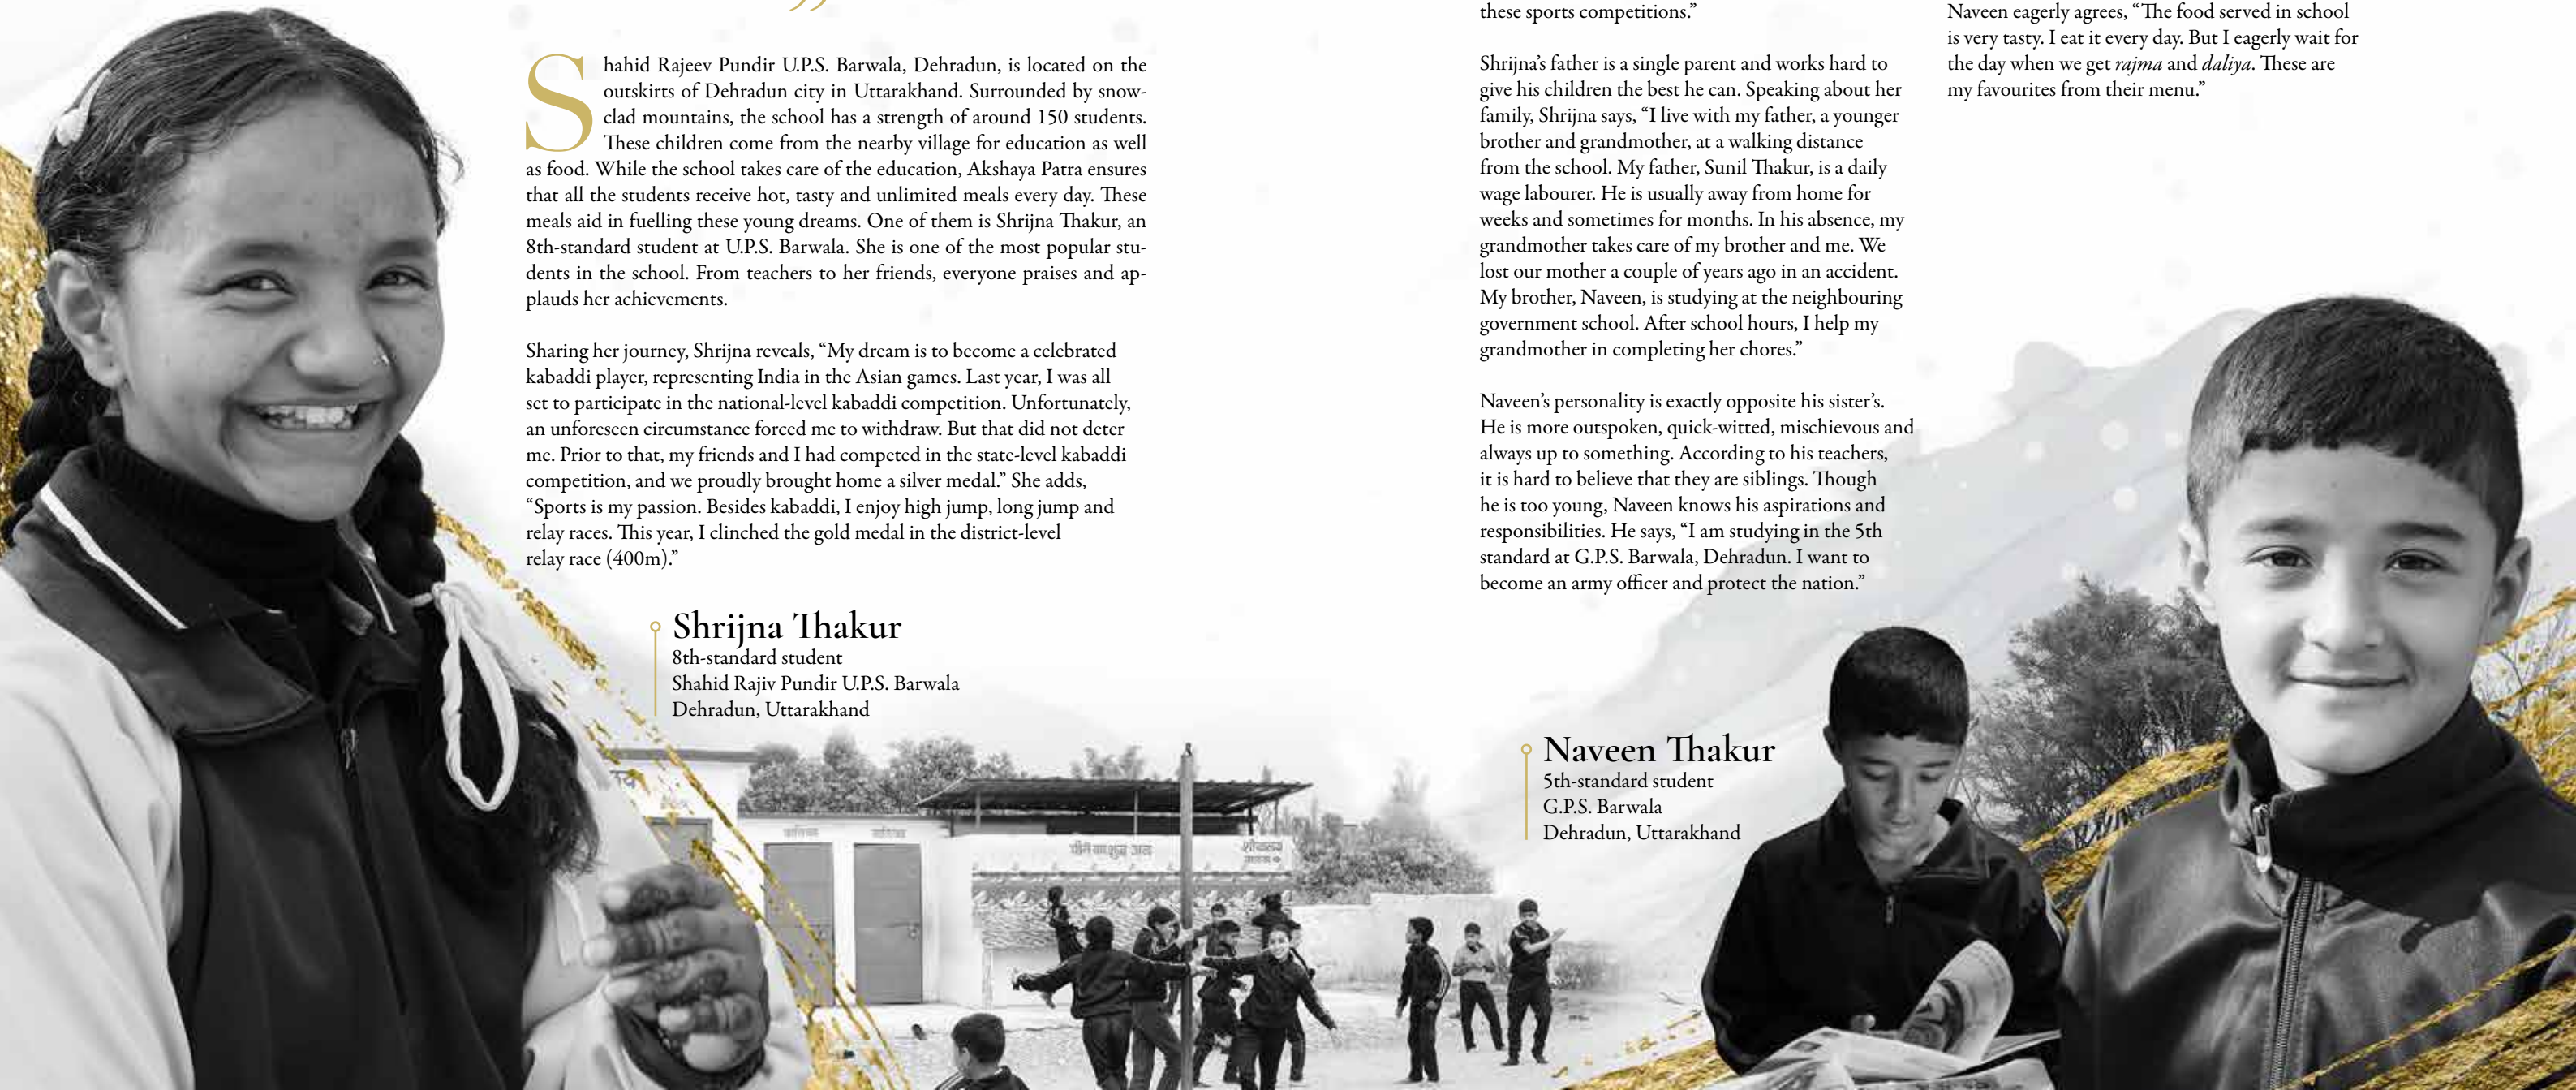 ”
Shahid Rajeev Pundir U.P.S. Barwala, Dehradun, is located on the
outskirts of Dehradun city in Uttarakhand. Surrounded by snow-
clad mountains, the school has a strength of around 150 students.
These children come from the nearby village for education as well
as food. While the school takes care of the education, Akshaya Patra ensures
that all the students receive hot, tasty and unlimited meals every day. These
meals aid in fuelling these young dreams. One of them is Shrijna Thakur, an
8th-standard student at U.P.S. Barwala. She is one of the most popular stu-
dents in the school. From teachers to her friends, everyone praises and ap-
plauds her achievements.
Sharing her journey, Shrijna reveals, “My dream is to become a celebrated
kabaddi player, representing India in the Asian games. Last year, I was all
set to participate in the national-level kabaddi competition. Unfortunately,
an unforeseen circumstance forced me to withdraw. But that did not deter
me. Prior to that, my friends and I had competed in the state-level kabaddi
competition, and we proudly brought home a silver medal.” She adds,
“Sports is my passion. Besides kabaddi, I enjoy high jump, long jump and
relay races. This year, I clinched the gold medal in the district-level
relay race (400m).”
Shrijna Thakur
8th-standard student
Shahid Rajiv Pundir U.P.S. Barwala
Dehradun, Uttarakhand
पीने का शुद्ध जल
शौचालय
these sports competitions.”
Shrijna’s father is a single parent and works hard to
give his children the best he can. Speaking about her
family, Shrijna says, “I live with my father, a younger
brother and grandmother, at a walking distance
from the school. My father, Sunil Thakur, is a daily
wage labourer. He is usually away from home for
weeks and sometimes for months. In his absence, my
grandmother takes care of my brother and me. We
lost our mother a couple of years ago in an accident.
My brother, Naveen, is studying at the neighbouring
government school. After school hours, I help my
grandmother in completing her chores.”
Naveen’s personality is exactly opposite his sister’s.
He is more outspoken, quick-witted, mischievous and
always up to something. According to his teachers,
it is hard to believe that they are siblings. Though
he is too young, Naveen knows his aspirations and
responsibilities. He says, “I am studying in the 5th
standard at G.P.S. Barwala, Dehradun. I want to
become an army officer and protect the nation.”
Naveen Thakur
5th-standard student
G.P.S. Barwala
Dehradun, Uttarakhand
Naveen eagerly agrees, “The food served in school
is very tasty. I eat it every day. But I eagerly wait for
the day when we get rajma and daliya. These are
my favourites from their menu.”